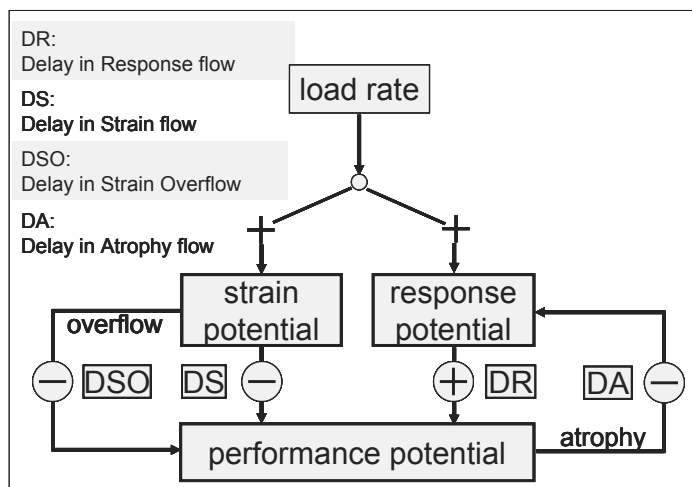 DR:
Delay in Response flow
DS:
Delay in Strain flow
DSO:
Delay in Strain Overflow
DA:
Delay in Atrophy flow
load rate
strain
potential
response
potential
overflow
DSO
DS
DR
DA
atrophy
performance potential